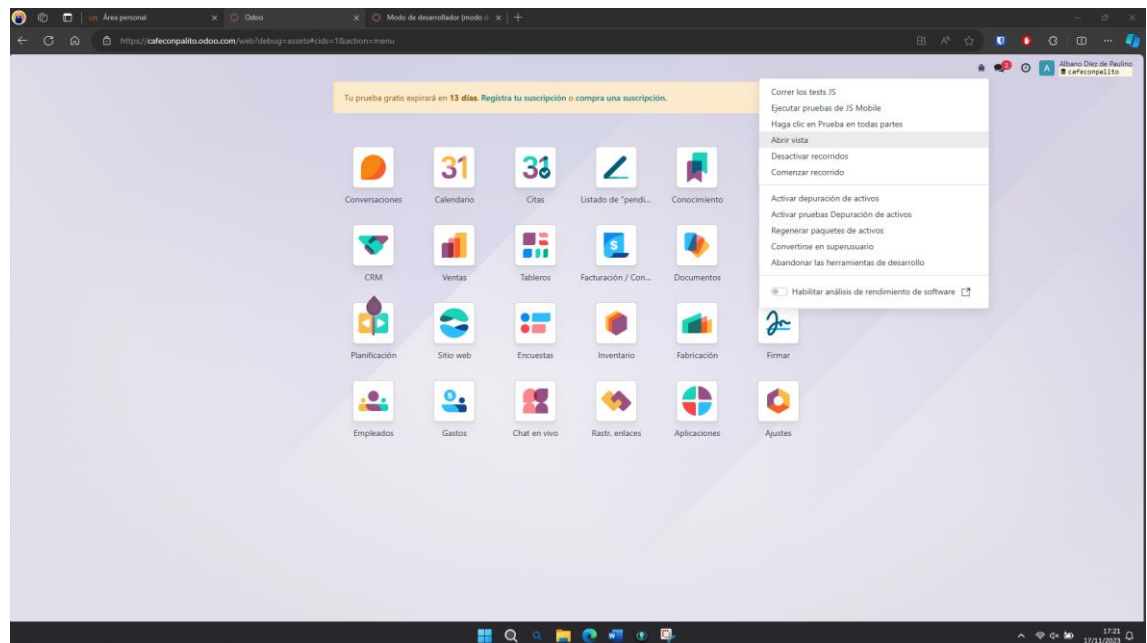 Área personal
Odoo
Modo de desarrollador (modo d
https://cafeconpalito.odoo.com/web?debug=assets#cids=1&action=menu
2
A
Albano Díez de Paulino
cafeconpalito
Tu prueba gratis expirará en 13 días. Registra tu suscripción o compra una suscripción.
Correr los tests JS
Ejecutar pruebas de JS Mobile
Haga clic en Prueba en todas partes
Abrir vista
Desactivar recorridos
Comenzar recorrido
Activar depuración de activos
Activar pruebas Depuración de activos
Regenerar paquetes de activos
Convertirse en superusuario
Abandonar las herramientas de desarrollo
Habilitar análisis de rendimiento de software
31
3
Conversaciones
Calendario
Citas
Listado de "pendi...
Conocimiento
CRM
Ventas
Tableros
Facturación / Con...
Documentos
Planificación
Sitio web
Encuestas
Inventario
Fabricación
Firmar
Empleados
Gastos
Chat en vivo
Rastr. enlaces
Aplicaciones
Ajustes
17:21
17/11/2023